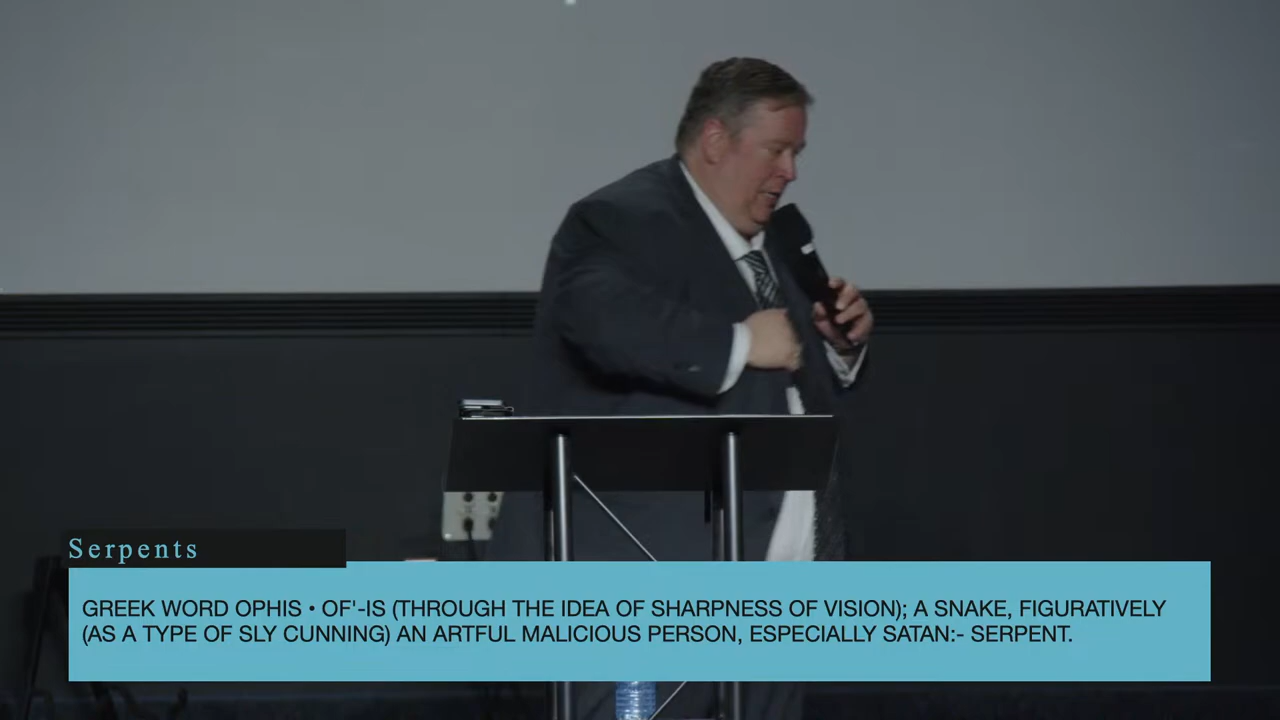 Serpents
GREEK WORD OPHIS • OF'-IS (THROUGH THE IDEA OF SHARPNESS OF VISION); A SNAKE, FIGURATIVELY
(AS A TYPE OF SLY CUNNING) AN ARTFUL MALICIOUS PERSON, ESPECIALLY SATAN:- SERPENT.